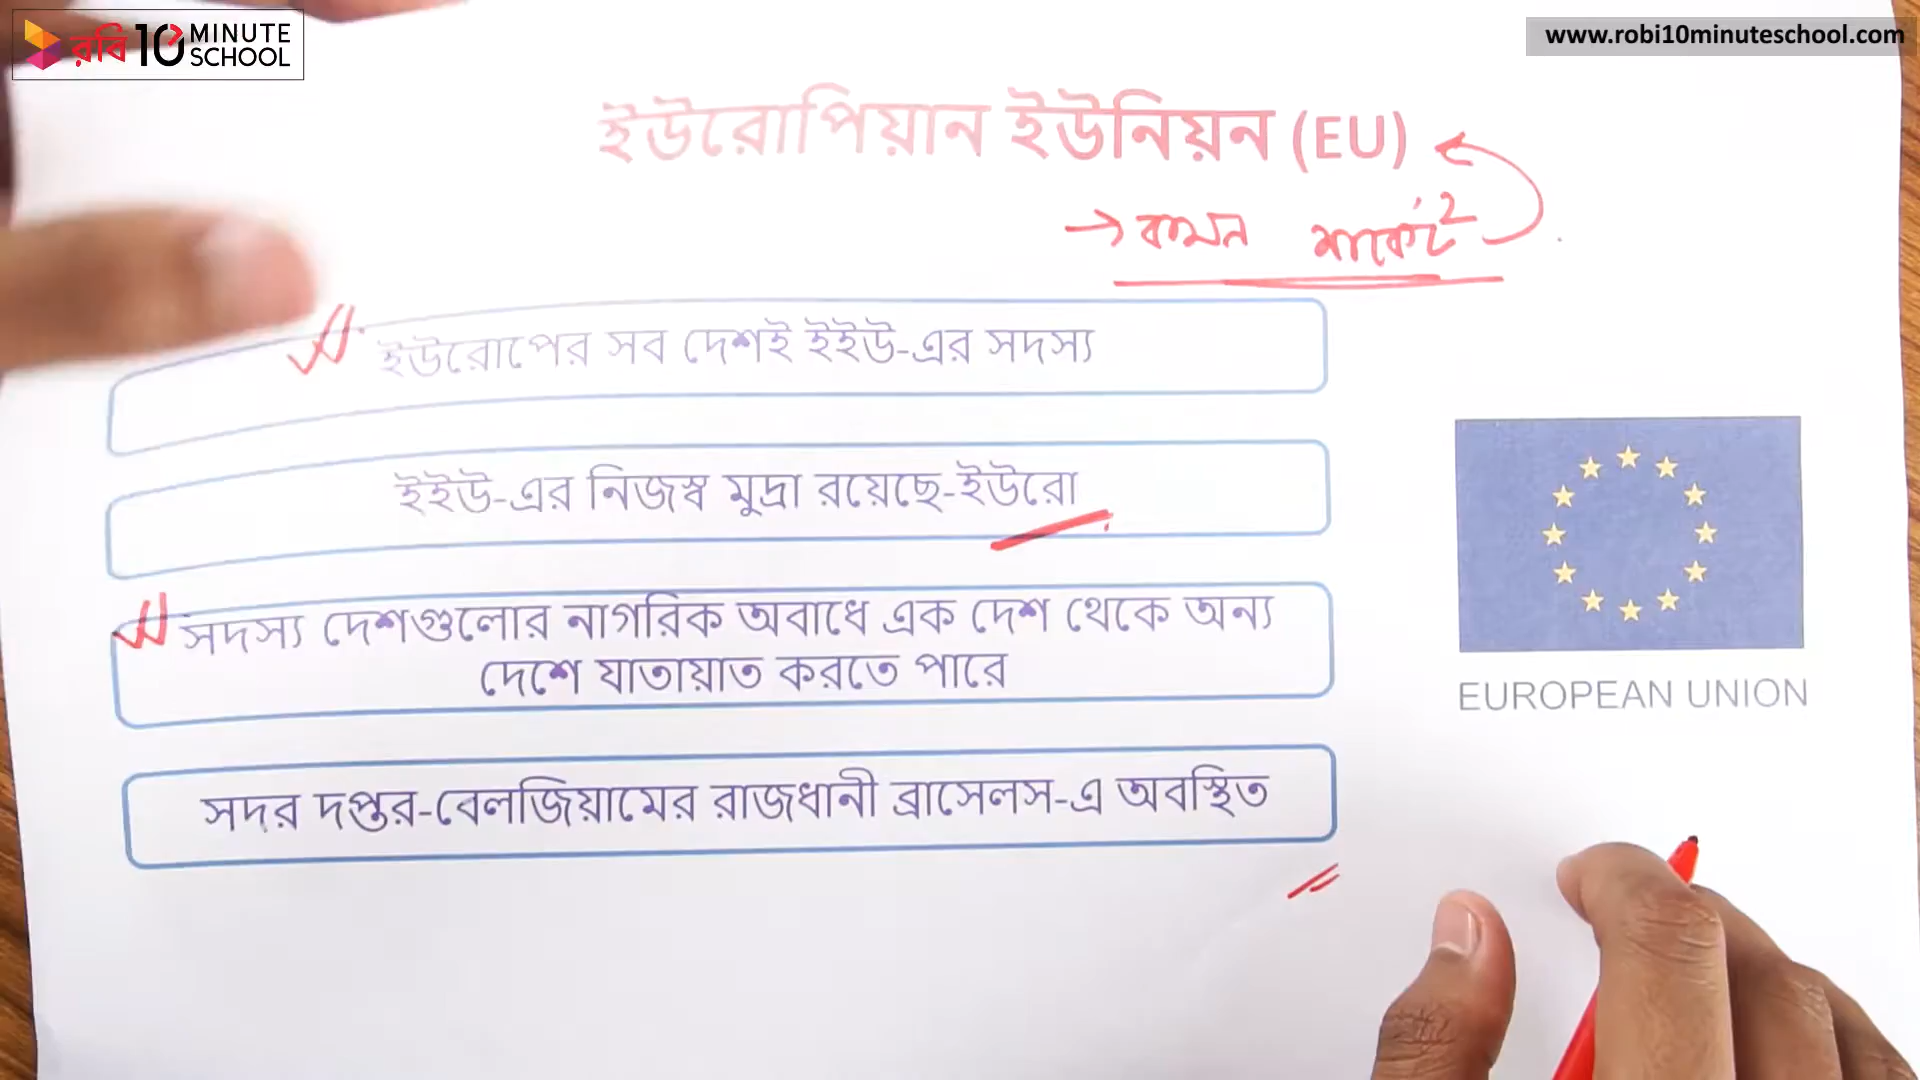 রবি 10 MINUTE SCHOOL
www.robi10minuteschool.com
ইউরোপিয়ান ইউনিয়ন (EU)
→ কমন মার্কেট
ইউরোপের সব দেশই ইইউ-এর সদস্য
ইইউ-এর নিজস্ব মুদ্রা রয়েছে-ইউরো
সদস্য দেশগুলোর নাগরিক অবাধে এক দেশ থেকে অন্য
দেশে যাতায়াত করতে পারে
EUROPEAN UNION
সদর দপ্তর-বেলজিয়ামের রাজধানী ব্রাসেলস-এ অবস্থিত